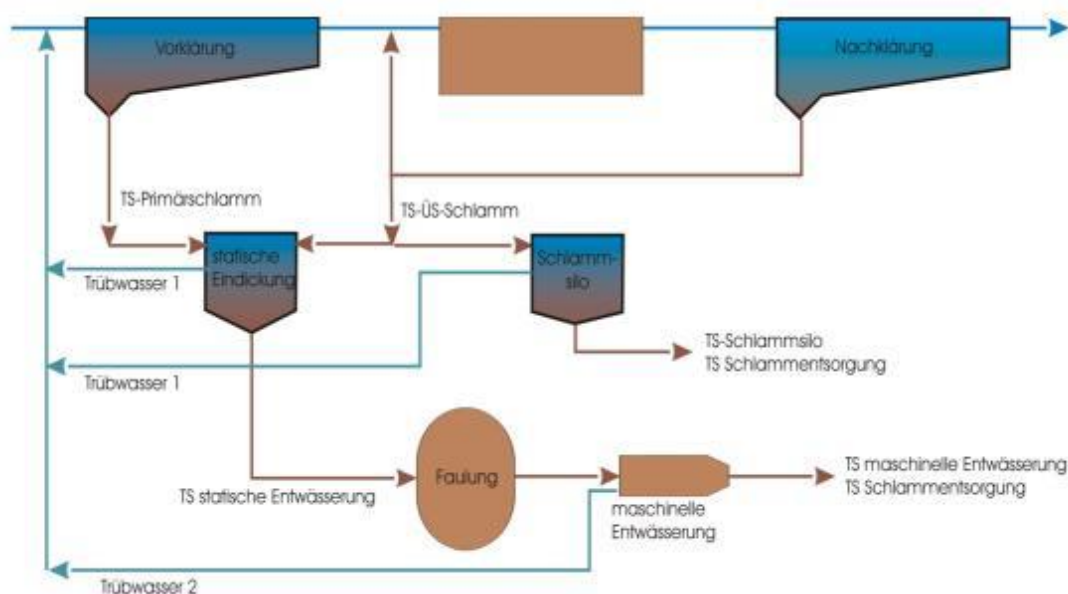 Vorklärung
Nachklärung
TS-Primärschlamm
TS-ÜS-Schlamm
statische
Eindickung
Schlamm-
silo
Trübwasser 1
TS-Schlammsilo
TS Schlammentsorgung
Trübwasser 1
Faulung
TS statische Entwässerung
maschinelle
Entwässerung
TS maschinelle Entwässerung
TS Schlammentsorgung
Trübwasser 2